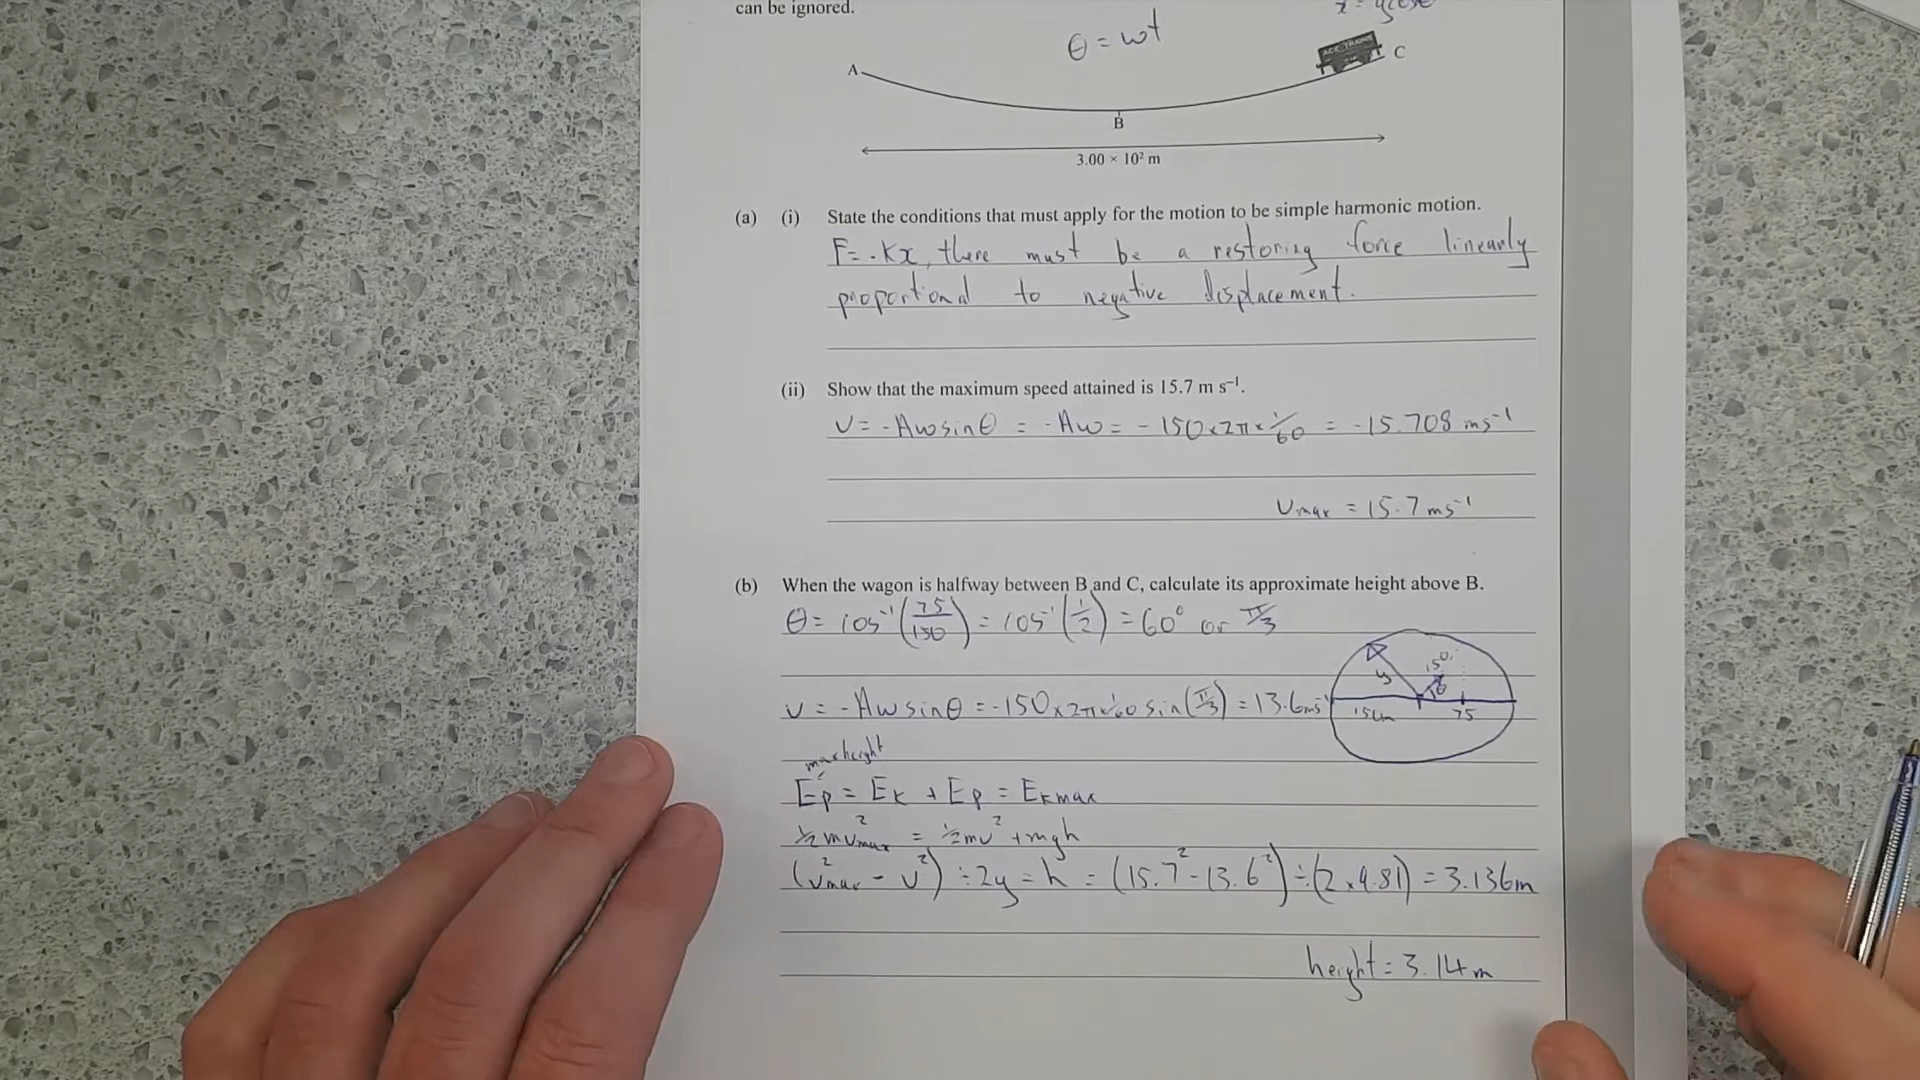 can be ignored.
θ = ωt
ACE TRAINS
A
C
B
3.00 × 10² m
(a) (i) State the conditions that must apply for the motion to be simple harmonic motion.
F = -Kx, there must be a restoring force linearly
proportional to negative displacement.
(ii) Show that the maximum speed attained is 15.7 m s⁻¹.
v = -Aωsinθ = -Aω = -150×2π×1/60 = -15.708 ms⁻¹
Vmax = 15.7 ms⁻¹
(b) When the wagon is halfway between B and C, calculate its approximate height above B.
θ = cos⁻¹(75/150) = cos⁻¹(1/2) = 60° or π/3
150
y
θ
v = -Aωsinθ = -150×2π×1/60 sin(π/3) = 13.6ms⁻¹
150m
75
max height
Ep = EK + Ep = EKmax
½mv²max = ½mv² + mgh
(v²max - v²) ÷ 2g = h = (15.7² - 13.6²) ÷ (2×9.81) = 3.136m
height = 3.14m